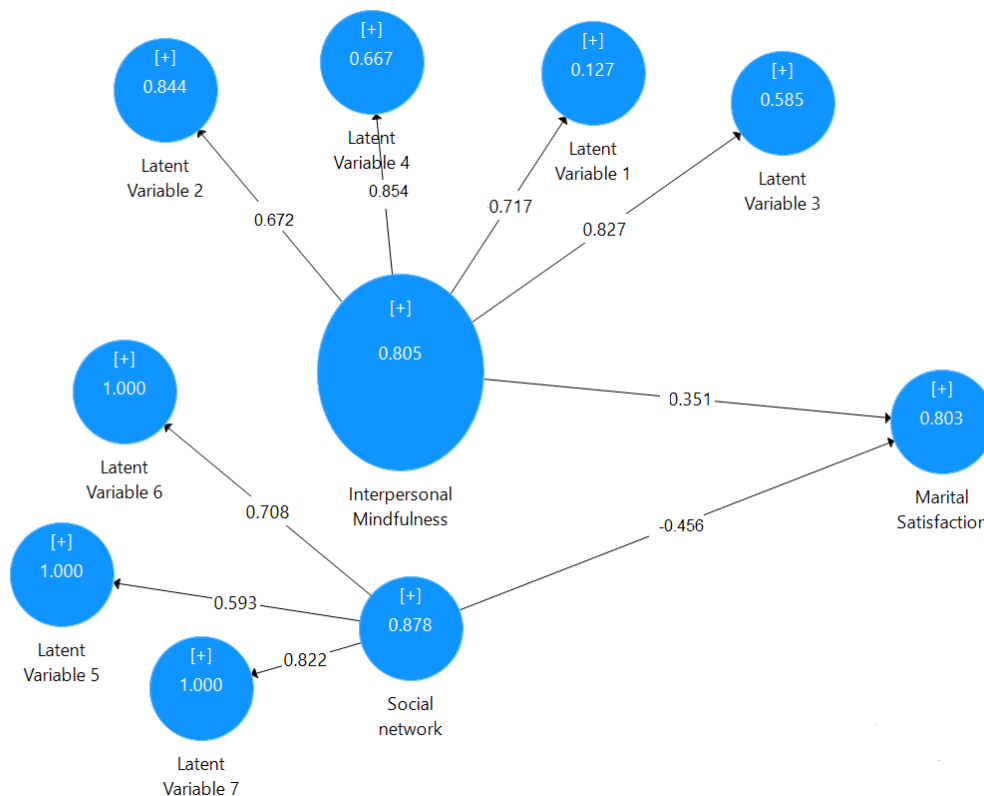 [+]
0.844
Latent
Variable 2
[+]
0.667
Latent
Variable 4
[+]
0.127
Latent
Variable 1
[+]
0.585
Latent
Variable 3
0.672
0.854
0.717
0.827
[+]
0.805
Interpersonal
Mindfulness
0.351
[+]
0.803
Marital
Satisfaction
[+]
1.000
Latent
Variable 6
0.708
-0.456
[+]
1.000
Latent
Variable 5
0.593
[+]
0.878
Social
network
0.822
[+]
1.000
Latent
Variable 7